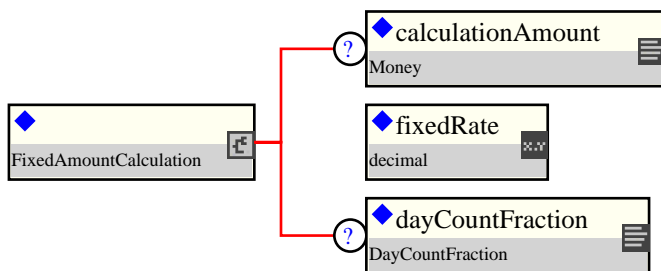 calculationAmount
?
Money
fixedRate
FixedAmountCalculation
x.Y
decimal
dayCountFraction
?
DayCountFraction